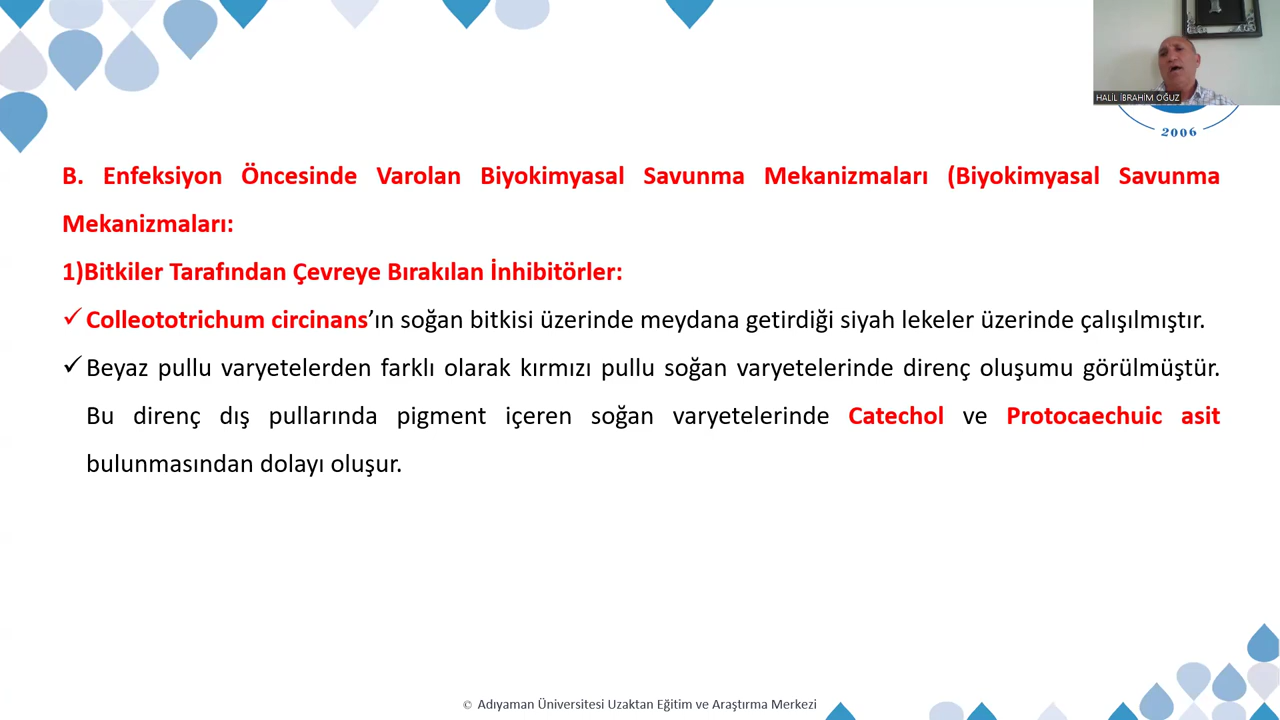 HALİL İBRAHİM OĞUZ
2006
B. Enfeksiyon Öncesinde Varolan Biyokimyasal Savunma Mekanizmaları (Biyokimyasal Savunma
Mekanizmaları:
1)Bitkiler Tarafından Çevreye Bırakılan İnhibitörler:
✓Colleototrichum circinans’ın soğan bitkisi üzerinde meydana getirdiği siyah lekeler üzerinde çalışılmıştır.
✓Beyaz pullu varyetelerden farklı olarak kırmızı pullu soğan varyetelerinde direnç oluşumu görülmüştür.
Bu direnç dış pullarında pigment içeren soğan varyetelerinde Catechol ve Protocaechuic asit
bulunmasından dolayı oluşur.
© Adıyaman Üniversitesi Uzaktan Eğitim ve Araştırma Merkezi